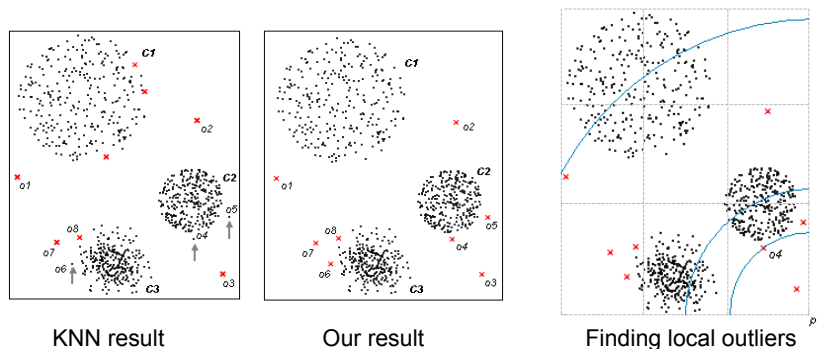 C1
o2
o1
C2
o5
o4
o8
o7
o6
C3
o3
KNN result
C1
o2
o1
C2
o5
o8
o4
o7
o6
o3
C3
Our result
o4
p
Finding local outliers